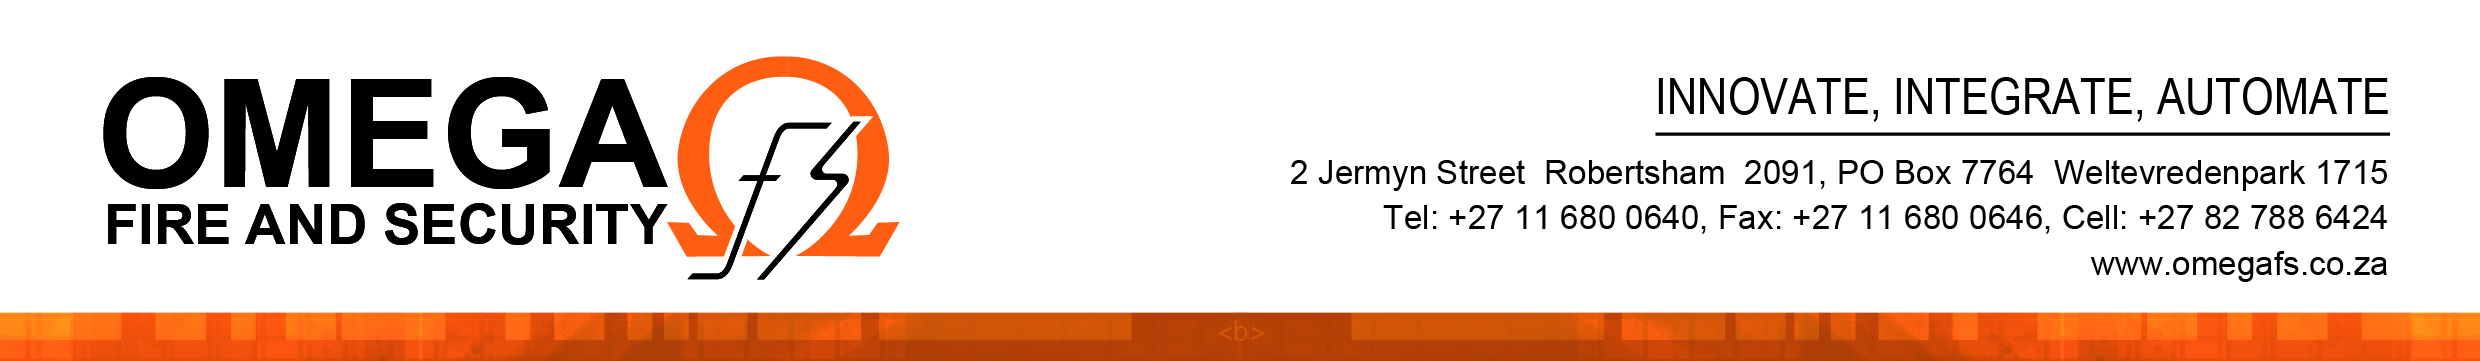 OMEGA
FIRE AND SECURITY
fs
INNOVATE, INTEGRATE, AUTOMATE
2 Jermyn Street  Robertsham  2091, PO Box 7764  Weltevredenpark 1715
Tel: +27 11 680 0640, Fax: +27 11 680 0646, Cell: +27 82 788 6424
www.omegafs.co.za
<b>